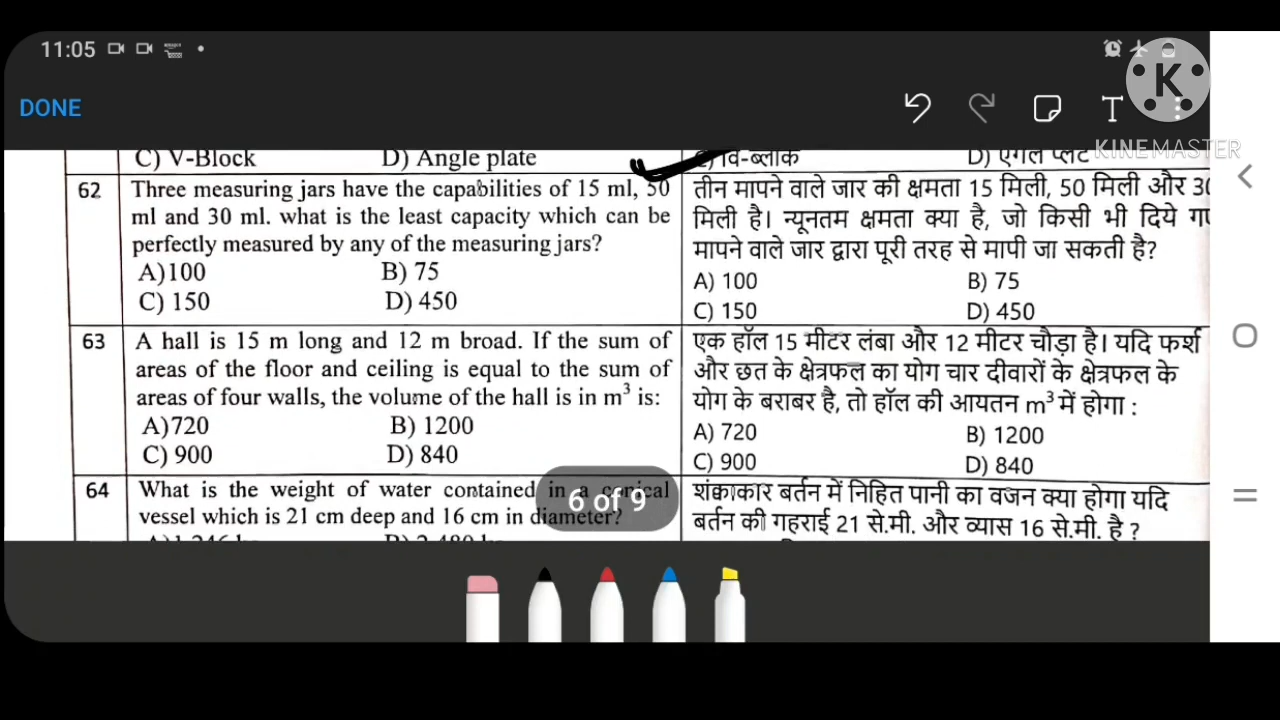 11:05
DONE
KINEMASTER
C) V-Block D) Angle plate
62 Three measuring jars have the capabilities of 15 ml, 50
ml and 30 ml. what is the least capacity which can be
perfectly measured by any of the measuring jars?
A)100 B) 75
C) 150 D) 450
63 A hall is 15 m long and 12 m broad. If the sum of
areas of the floor and ceiling is equal to the sum of
areas of four walls, the volume of the hall is in m³ is:
A)720 B) 1200
C) 900 D) 840
64 What is the weight of water contained in a conical
vessel which is 21 cm deep and 16 cm in diameter?
वि-ब्लॉक D) एंगल प्लेट
तीन मापने वाले जार की क्षमता 15 मिली, 50 मिली और 30
मिली है। न्यूनतम क्षमता क्या है, जो किसी भी दिये गए
मापने वाले जार द्वारा पूरी तरह से मापी जा सकती है?
A) 100 B) 75
C) 150 D) 450
एक हॉल 15 मीटर लंबा और 12 मीटर चौड़ा है। यदि फर्श
और छत के क्षेत्रफल का योग चार दीवारों के क्षेत्रफल के
योग के बराबर है, तो हॉल की आयतन m³ में होगा :
A) 720 B) 1200
C) 900 D) 840
शंक्वाकार बर्तन में निहित पानी का वजन क्या होगा यदि
बर्तन की गहराई 21 से.मी. और व्यास 16 से.मी. है ?
6 of 9